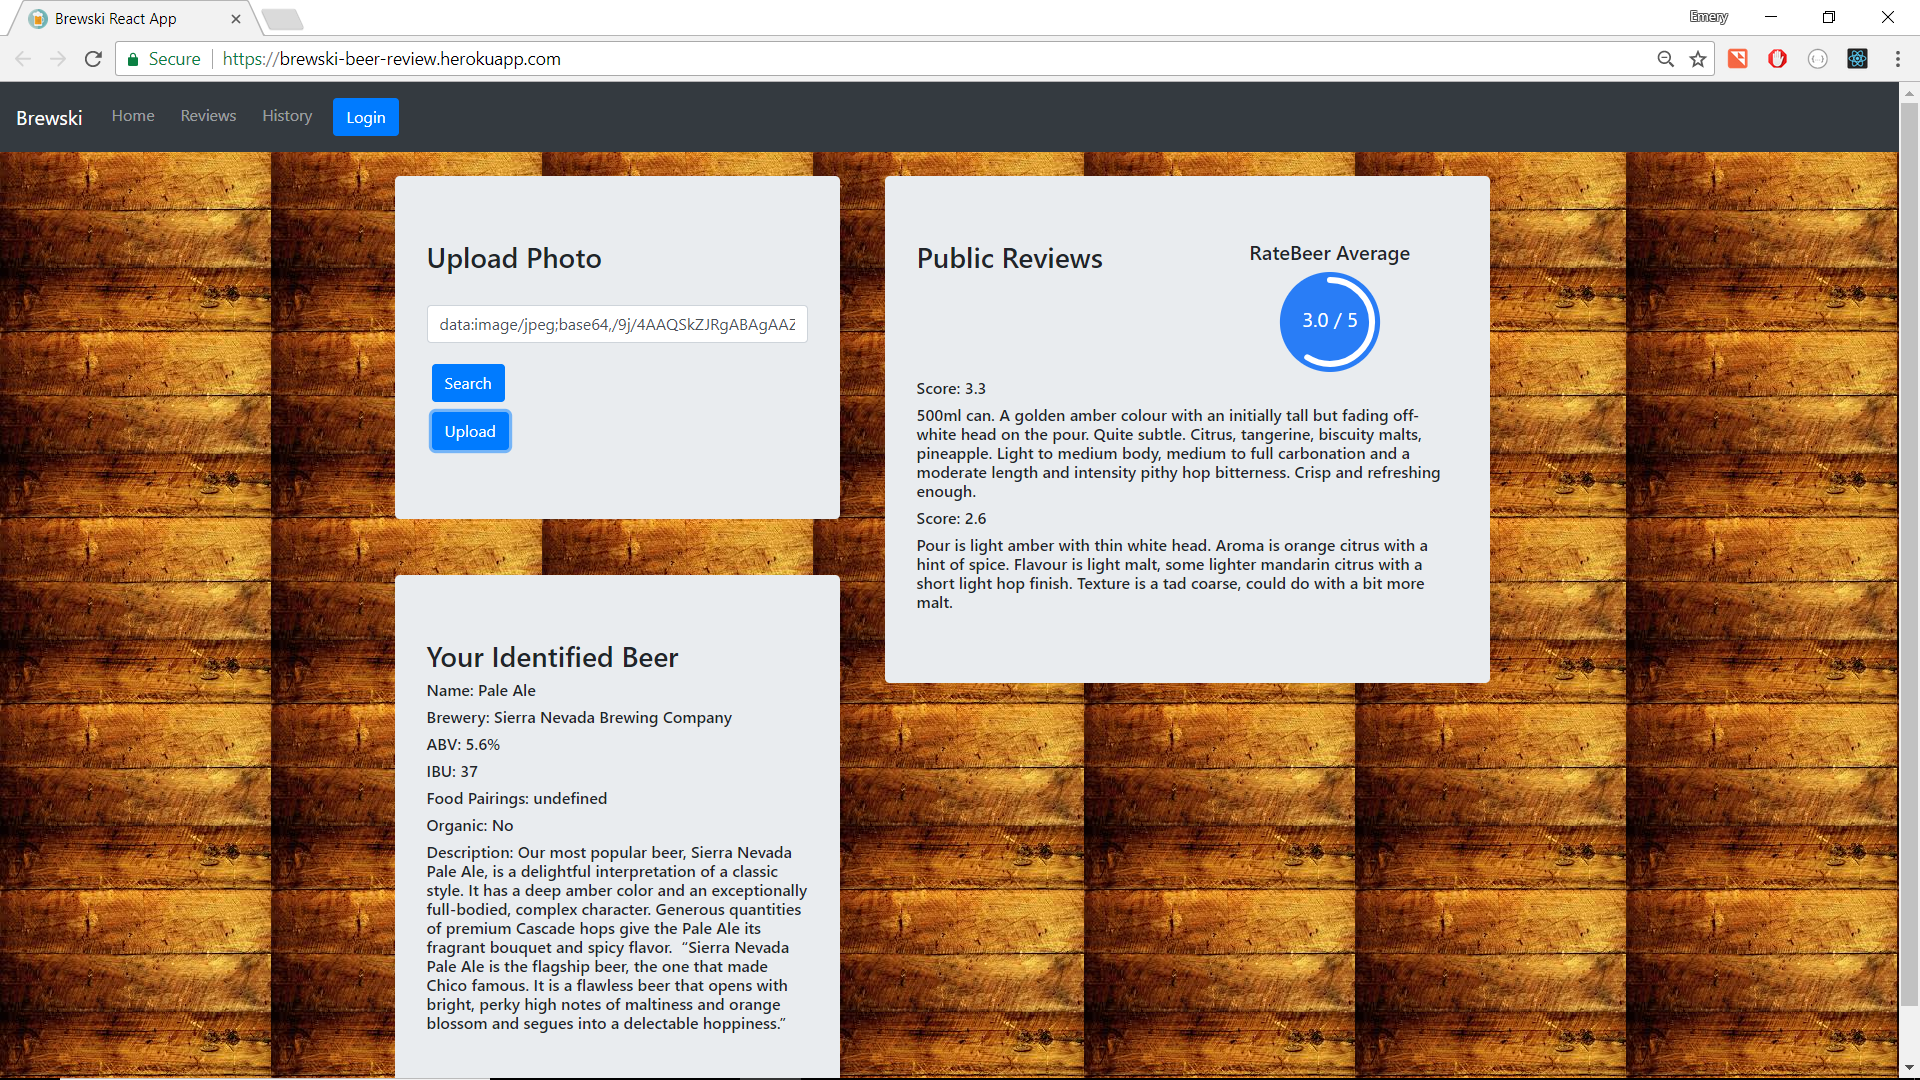 Brewski React App
Emery
Secure
https://brewski-beer-review.herokuapp.com
Brewski
Home
Reviews
History
Login
Upload Photo
data:image/jpeg;base64,/9j/4AAQSkZJRgABAgAAZ
Search
Upload
Your Identified Beer
Name: Pale Ale
Brewery: Sierra Nevada Brewing Company
ABV: 5.6%
IBU: 37
Food Pairings: undefined
Organic: No
Description: Our most popular beer, Sierra Nevada
Pale Ale, is a delightful interpretation of a classic
style. It has a deep amber color and an exceptionally
full-bodied, complex character. Generous quantities
of premium Cascade hops give the Pale Ale its
fragrant bouquet and spicy flavor.  “Sierra Nevada
Pale Ale is the flagship beer, the one that made
Chico famous. It is a flawless beer that opens with
bright, perky high notes of maltiness and orange
blossom and segues into a delectable hoppiness.”
Public Reviews
RateBeer Average
3.0 / 5
Score: 3.3
500ml can. A golden amber colour with an initially tall but fading off-
white head on the pour. Quite subtle. Citrus, tangerine, biscuity malts,
pineapple. Light to medium body, medium to full carbonation and a
moderate length and intensity pithy hop bitterness. Crisp and refreshing
enough.
Score: 2.6
Pour is light amber with thin white head. Aroma is orange citrus with a
hint of spice. Flavour is light malt, some lighter mandarin citrus with a
short light hop finish. Texture is a tad coarse, could do with a bit more
malt.